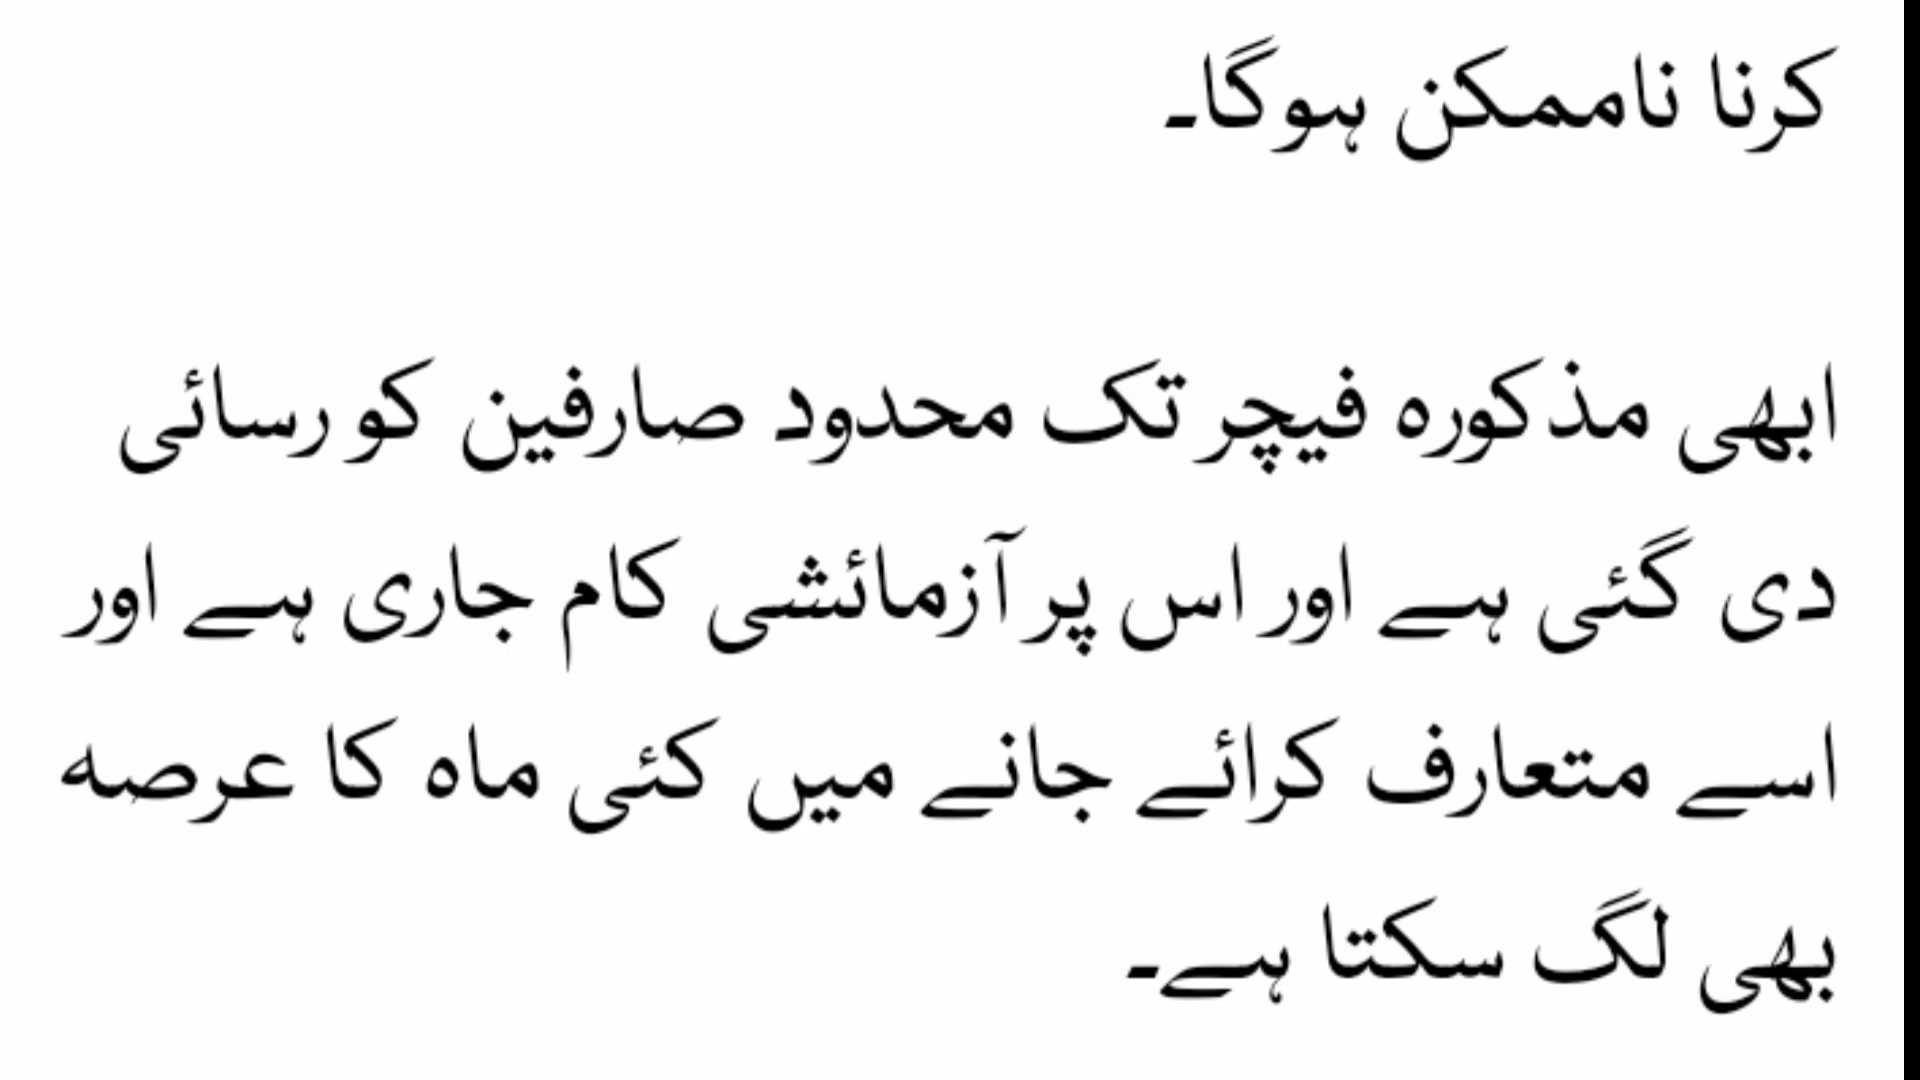 کرنا ناممکن ہوگا۔
ابھی مذکورہ فیچر تک محدود صارفین کو رسائی
دی گئی ہے اور اس پر آزمائشی کام جاری ہے اور
اسے متعارف کرائے جانے میں کئی ماہ کا عرصہ
بھی لگ سکتا ہے۔